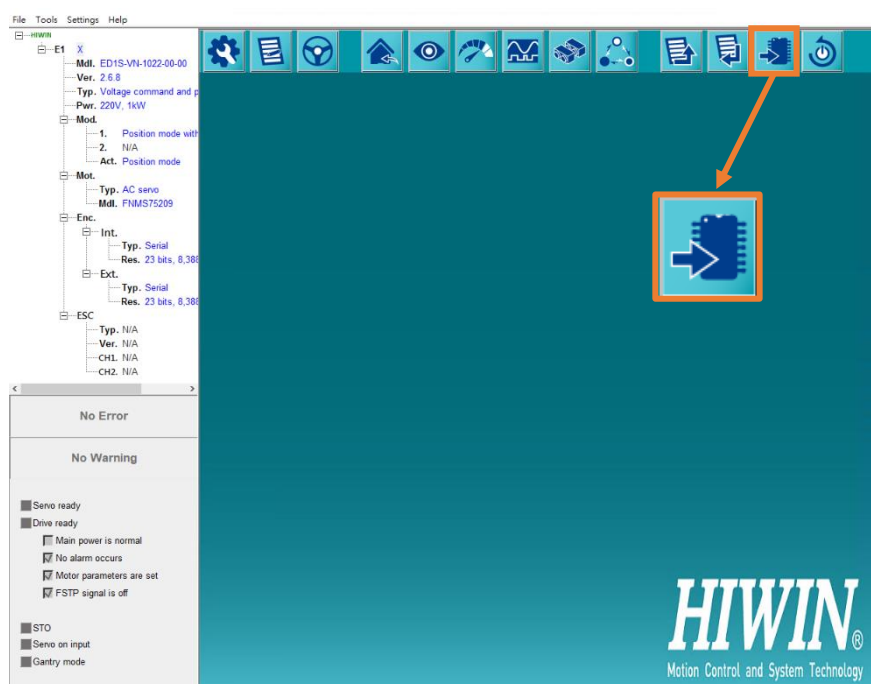 File Tools Settings Help
HIWIN
E1 X
Mdl. ED1S-VN-1022-00-00
Ver. 2.6.8
Typ. Voltage command and p
Pwr. 220V, 1kW
Mod.
1. Position mode with
2. N/A
Act. Position mode
Mot.
Typ. AC servo
Mdl. FNMS75209
Enc.
Int.
Typ. Serial
Res. 23 bits, 8,388
Ext.
Typ. Serial
Res. 23 bits, 8,388
ESC
Typ. N/A
Ver. N/A
CH1. N/A
CH2. N/A
No Error
No Warning
Servo ready
Drive ready
Main power is normal
No alarm occurs
Motor parameters are set
FSTP signal is off
STO
Servo on input
Gantry mode
HIWIN®
Motion Control and System Technology